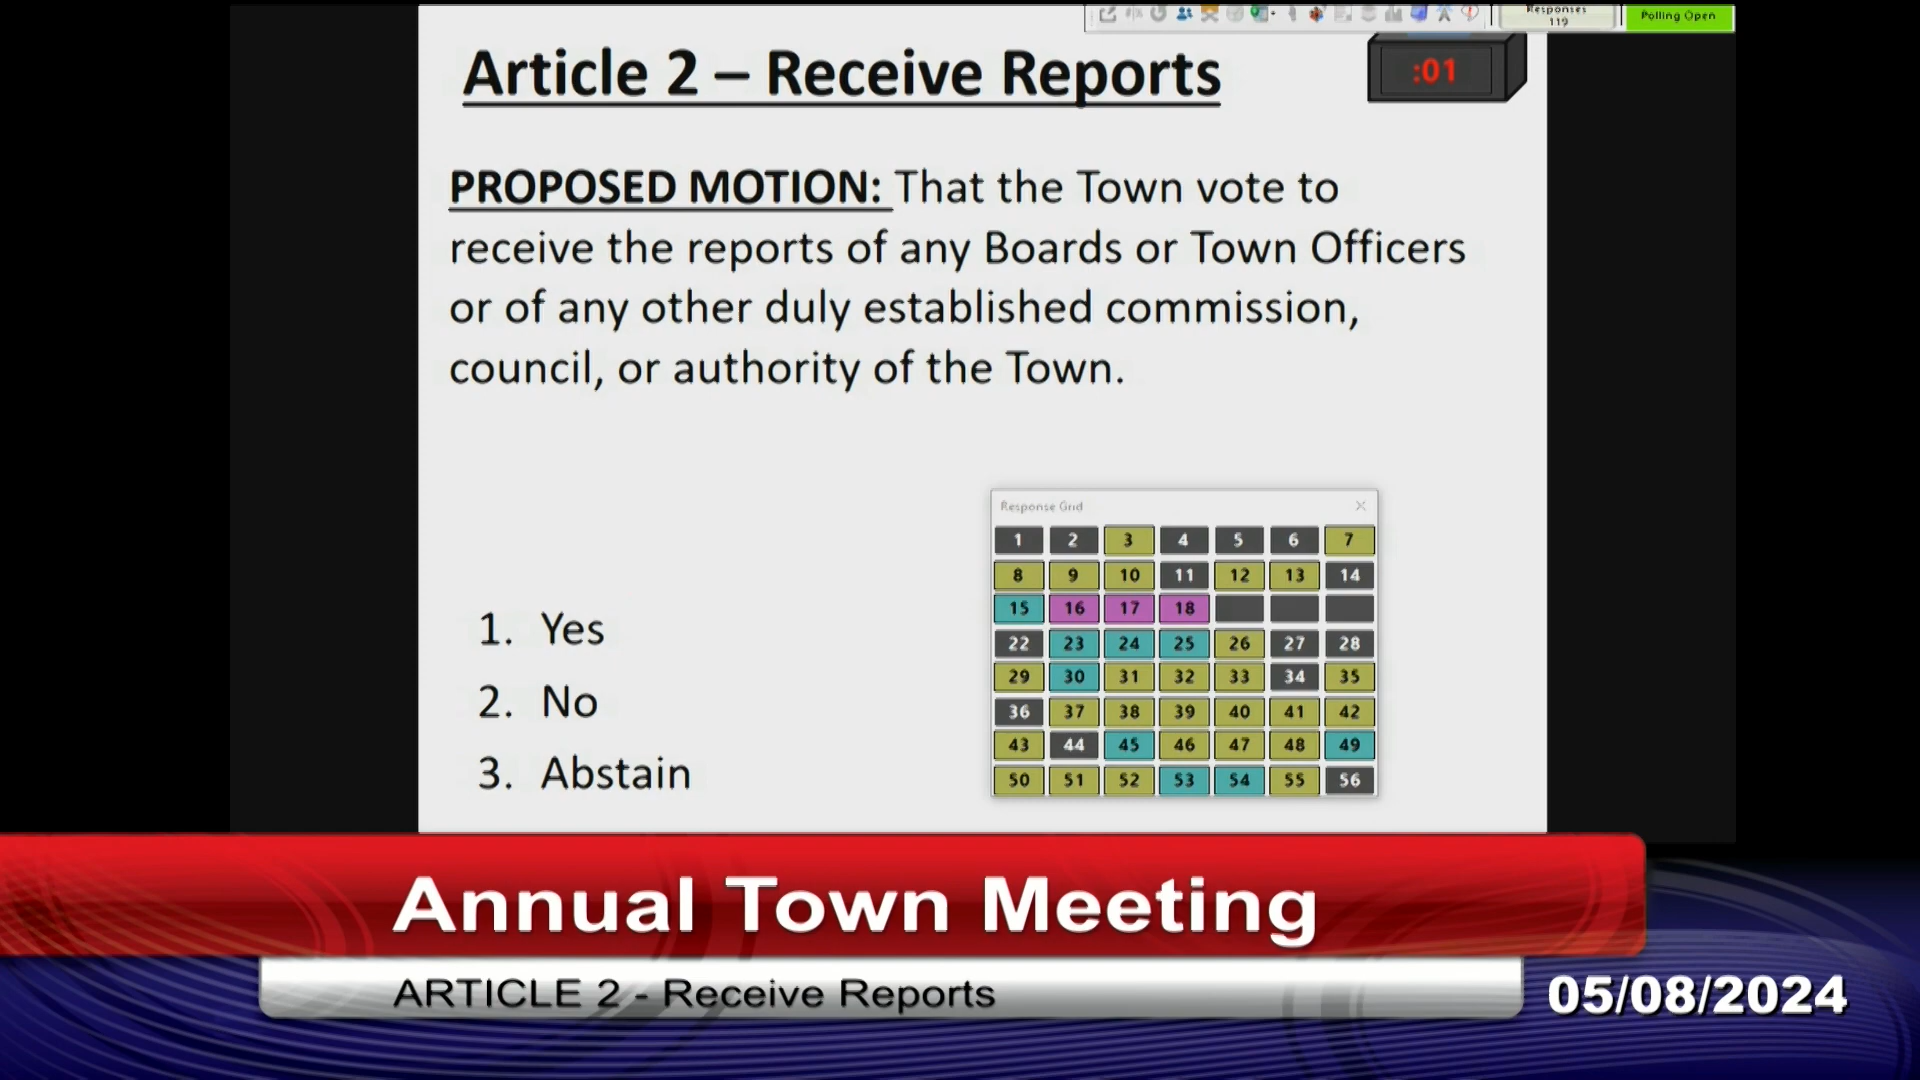 Responses
119
Polling Open
Article 2 – Receive Reports
:01
PROPOSED MOTION: That the Town vote to
receive the reports of any Boards or Town Officers
or of any other duly established commission,
council, or authority of the Town.
Response Grid
1 2 3 4 5 6 7
8 9 10 11 12 13 14
15 16 17 18
22 23 24 25 26 27 28
29 30 31 32 33 34 35
36 37 38 39 40 41 42
43 44 45 46 47 48 49
50 51 52 53 54 55 56
1. Yes
2. No
3. Abstain
Annual Town Meeting
ARTICLE 2 - Receive Reports
05/08/2024